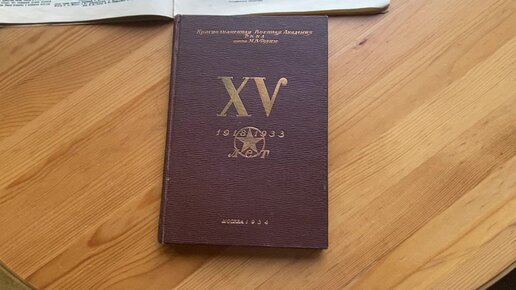 Краснознаменная Военная Академия
РККА
имени М.В.Фрунзе
XV
1918 1933
лет
МОСКВА 1934